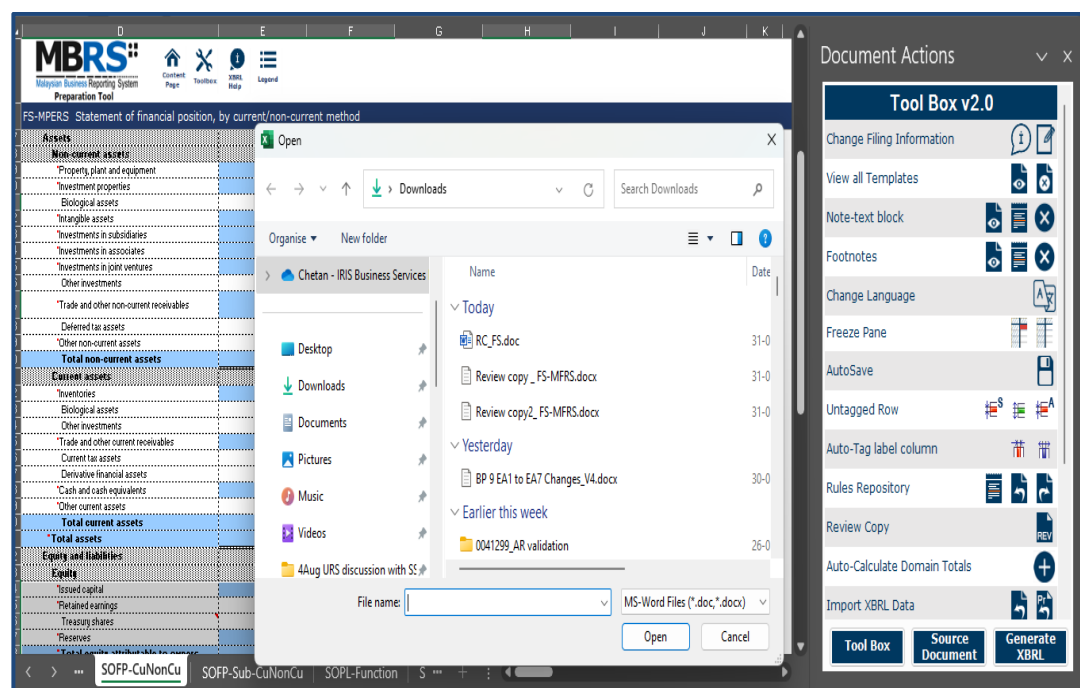 D E F G H I J K
MBRS
Malaysian Business Reporting System
Preparation Tool
Content Page
Toolbox
XBRL Help
Legend
FS-MPERS Statement of financial position, by current/non-current method
Assets
Non-current assets
*Property, plant and equipment
*Investment properties
Biological assets
*Intangible assets
*Investments in subsidiaries
*Investments in associates
*Investments in joint ventures
Other investments
*Trade and other non-current receivables
Deferred tax assets
*Other non-current assets
Total non-current assets
Current assets
*Inventories
Biological assets
Other investments
*Trade and other current receivables
Current tax assets
Derivative financial assets
*Cash and cash equivalents
*Other current assets
Total current assets
*Total assets
Equity and liabilities
Equity
*Issued capital
*Retained earnings
Treasury shares
*Reserves
*Total equity attributable to owners
SOFP-CuNonCu SOFP-Sub-CuNonCu SOPL-Function S ...
Open
Downloads
Search Downloads
Organise New folder
Chetan - IRIS Business Services
Desktop
Downloads
Documents
Pictures
Music
Videos
4Aug URS discussion with SS
Name Date
Today
RC_FS.doc 31-0
Review copy _ FS-MFRS.docx 31-0
Review copy2_ FS-MFRS.docx 31-0
Yesterday
BP 9 EA1 to EA7 Changes_V4.docx 30-0
Earlier this week
0041299_AR validation 26-0
File name: MS-Word Files (*.doc,*.docx)
Open Cancel
Document Actions
Tool Box v2.0
Change Filing Information
View all Templates
Note-text block
Footnotes
Change Language
Freeze Pane
AutoSave
Untagged Row
Auto-Tag label column
Rules Repository
Review Copy REV
Auto-Calculate Domain Totals
Import XBRL Data
Tool Box
Source Document
Generate XBRL